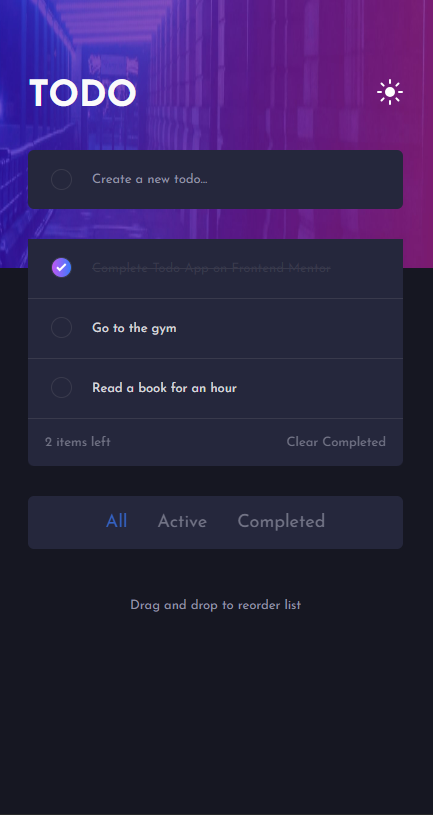 TODO
Create a new todo...
Complete Todo App on Frontend Mentor
Go to the gym
Read a book for an hour
2 items left Clear Completed
All Active Completed
Drag and drop to reorder list